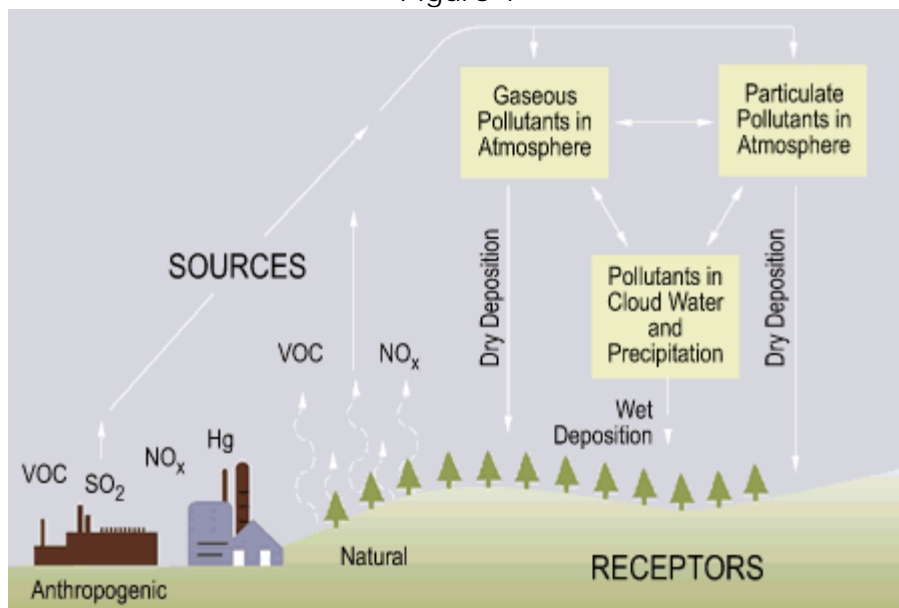 Figure 1
Gaseous
Pollutants in
Atmosphere
Particulate
Pollutants in
Atmosphere
SOURCES
Dry Deposition
Pollutants in
Cloud Water
and
Precipitation
Dry Deposition
VOC
NOx
Wet
Deposition
VOC
SO2
NOx
Hg
Natural
RECEPTORS
Anthropogenic